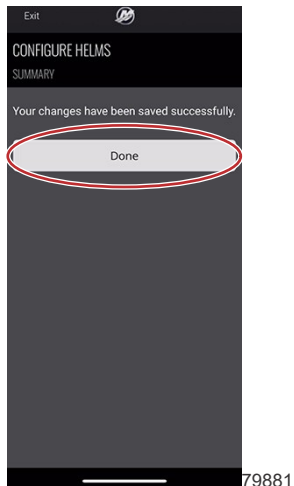 Exit
CONFIGURE HELMS
SUMMARY
Your changes have been saved successfully.
Done
79881